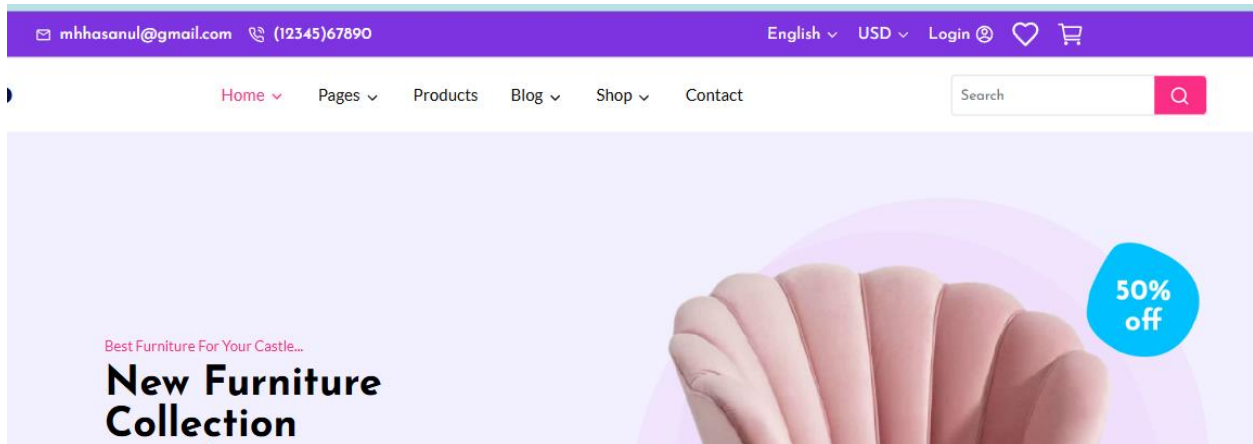 mhhasanul@gmail.com (12345)67890 English USD Login
Home Pages Products Blog Shop Contact Search
50%
off
Best Furniture For Your Castle...
New Furniture
Collection